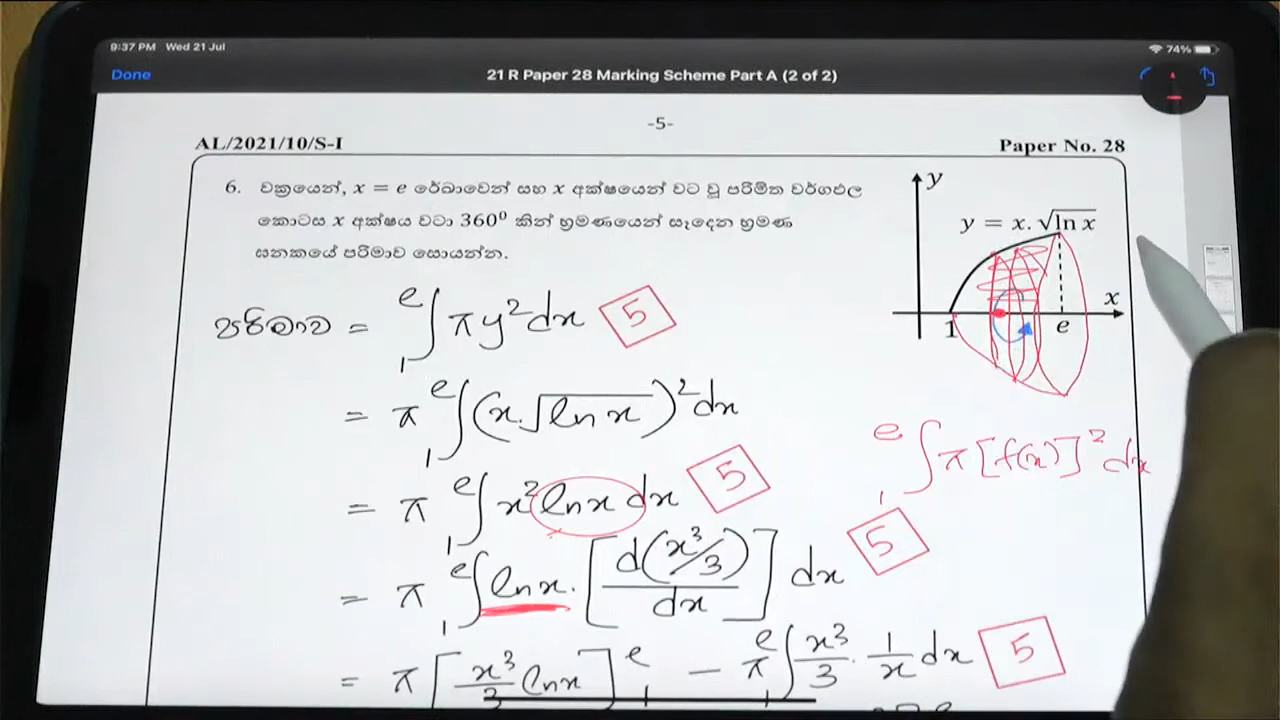 9:37 PM Wed 21 Jul
74%
Done
21 R Paper 28 Marking Scheme Part A (2 of 2)
-5-
AL/2021/10/S-I
Paper No. 28
6. වක්‍රයෙන්, x = e රේඛාවෙන් සහ x අක්ෂයෙන් වට වූ පරිමිත වර්ගඵල
කොටස x අක්ෂය වටා 360⁰ කින් භ්‍රමණයෙන් සෑදෙන භ්‍රමණ
ඝනකයේ පරිමාව සොයන්න.
y
y = x. √ln x
x
1
e
පරිමාව = ₁ᵉ∫ πy² dx 5
= π ₁ᵉ∫ (x.√ln x)² dx
₁ᵉ∫ π [f(x)]² dx
= π ₁ᵉ∫ x² ln x dx 5
= π ₁ᵉ∫ ln x. [d(x³/3)/dx] dx 5
= π [x³/3 ln x]₁ᵉ − π ₁ᵉ∫ x³/3 . 1/x dx 5